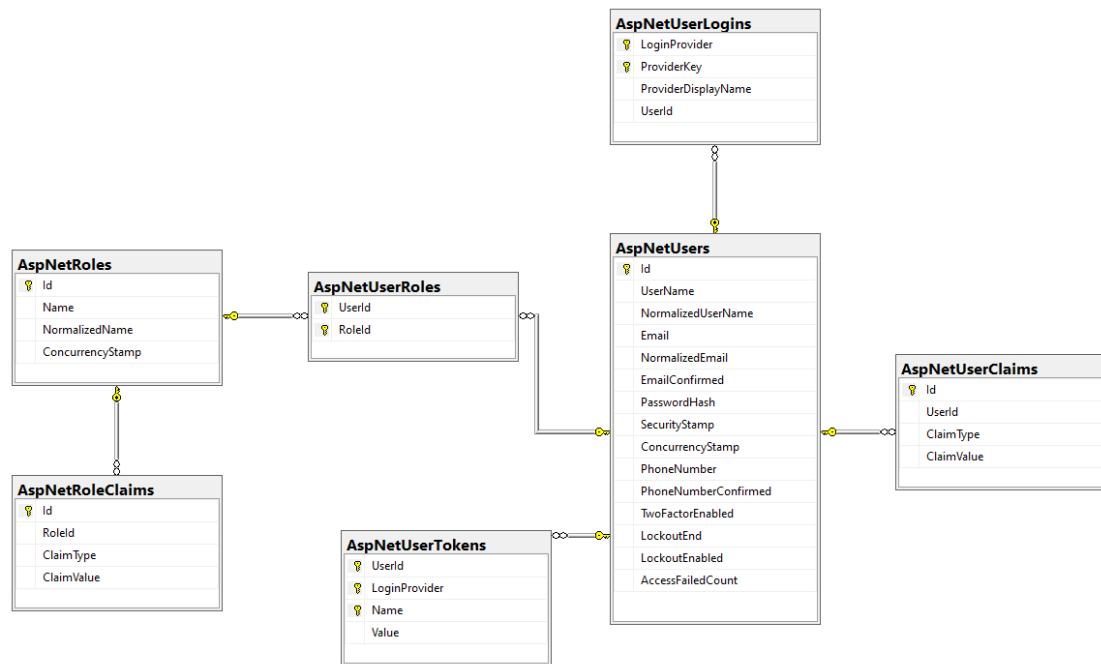 AspNetUserLogins
LoginProvider
ProviderKey
ProviderDisplayName
UserId
AspNetRoles
Id
Name
NormalizedName
ConcurrencyStamp
AspNetUserRoles
UserId
RoleId
AspNetUsers
Id
UserName
NormalizedUserName
Email
NormalizedEmail
EmailConfirmed
PasswordHash
SecurityStamp
ConcurrencyStamp
PhoneNumber
PhoneNumberConfirmed
TwoFactorEnabled
LockoutEnd
LockoutEnabled
AccessFailedCount
AspNetUserClaims
Id
UserId
ClaimType
ClaimValue
AspNetRoleClaims
Id
RoleId
ClaimType
ClaimValue
AspNetUserTokens
UserId
LoginProvider
Name
Value